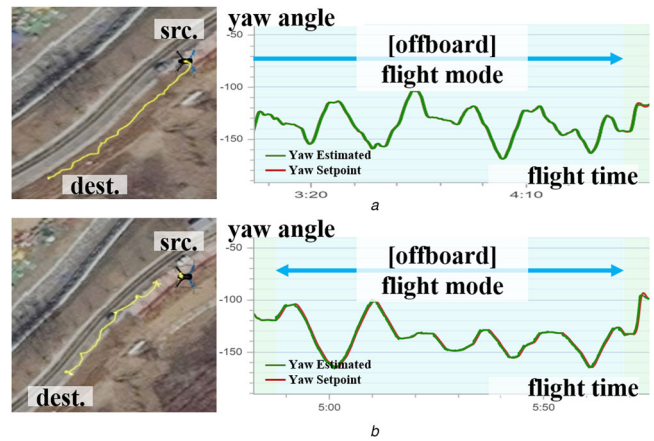 src.
dest.
yaw angle
-50
[offboard]
flight mode
-100
-150
Yaw Estimated
Yaw Setpoint
flight time
3:20
4:10
a
src.
dest.
yaw angle
-50
[offboard]
flight mode
-100
-150
Yaw Estimated
Yaw Setpoint
flight time
5:00
5:50
b